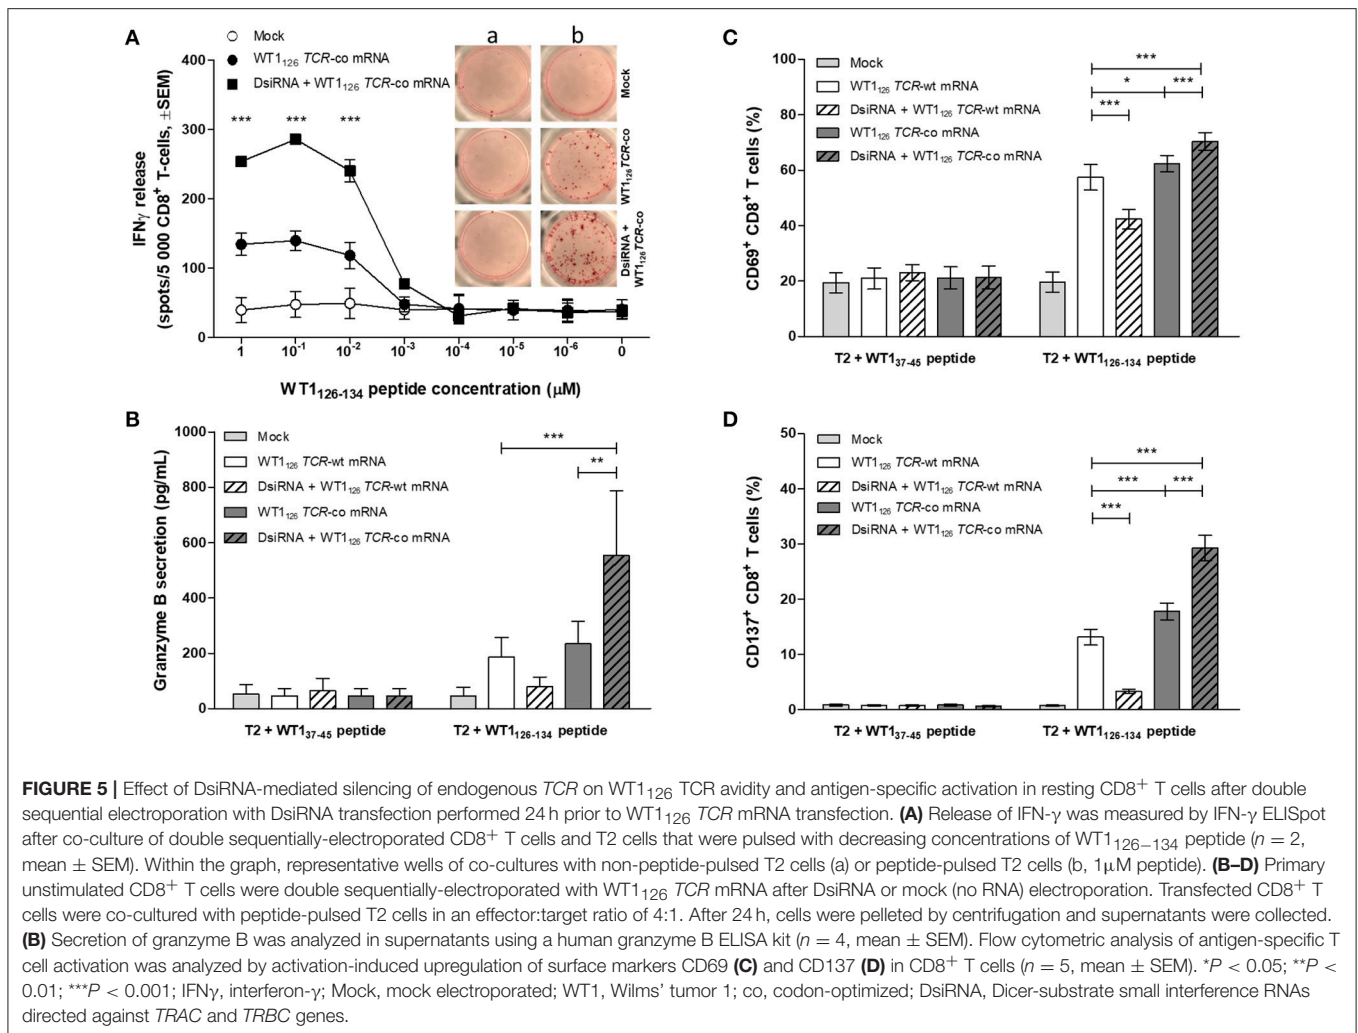 A
Mock
WT1126 TCR-co mRNA
DsiRNA + WT1126 TCR-co mRNA
a
b
Mock
WT1126TCR-co
DsiRNA +
WT1126TCR-co
IFNγ release
(spots/5 000 CD8+ T-cells, ±SEM)
400
300
200
100
0
***
***
***
1
10-1
10-2
10-3
10-4
10-5
10-6
0
WT1126-134 peptide concentration (μM)
C
Mock
WT1126 TCR-wt mRNA
DsiRNA + WT1126 TCR-wt mRNA
WT1126 TCR-co mRNA
DsiRNA + WT1126 TCR-co mRNA
CD69+ CD8+ T cells (%)
100
80
60
40
20
0
***
*
***
***
T2 + WT137-45 peptide
T2 + WT1126-134 peptide
B
Mock
WT1126 TCR-wt mRNA
DsiRNA + WT1126 TCR-wt mRNA
WT1126 TCR-co mRNA
DsiRNA + WT1126 TCR-co mRNA
Granzyme B secretion (pg/mL)
1000
800
600
400
200
0
***
**
T2 + WT137-45 peptide
T2 + WT1126-134 peptide
D
Mock
WT1126 TCR-wt mRNA
DsiRNA + WT1126 TCR-wt mRNA
WT1126 TCR-co mRNA
DsiRNA + WT1126 TCR-co mRNA
CD137+ CD8+ T cells (%)
50
40
30
20
10
0
***
***
***
***
T2 + WT137-45 peptide
T2 + WT1126-134 peptide
FIGURE 5 | Effect of DsiRNA-mediated silencing of endogenous TCR on WT1126 TCR avidity and antigen-specific activation in resting CD8+ T cells after double
sequential electroporation with DsiRNA transfection performed 24 h prior to WT1126 TCR mRNA transfection. (A) Release of IFN-γ was measured by IFN-γ ELISpot
after co-culture of double sequentially-electroporated CD8+ T cells and T2 cells that were pulsed with decreasing concentrations of WT1126–134 peptide (n = 2,
mean ± SEM). Within the graph, representative wells of co-cultures with non-peptide-pulsed T2 cells (a) or peptide-pulsed T2 cells (b, 1μM peptide). (B–D) Primary
unstimulated CD8+ T cells were double sequentially-electroporated with WT1126 TCR mRNA after DsiRNA or mock (no RNA) electroporation. Transfected CD8+ T
cells were co-cultured with peptide-pulsed T2 cells in an effector:target ratio of 4:1. After 24 h, cells were pelleted by centrifugation and supernatants were collected.
(B) Secretion of granzyme B was analyzed in supernatants using a human granzyme B ELISA kit (n = 4, mean ± SEM). Flow cytometric analysis of antigen-specific T
cell activation was analyzed by activation-induced upregulation of surface markers CD69 (C) and CD137 (D) in CD8+ T cells (n = 5, mean ± SEM). *P < 0.05; **P <
0.01; ***P < 0.001; IFNγ, interferon-γ; Mock, mock electroporated; WT1, Wilms' tumor 1; co, codon-optimized; DsiRNA, Dicer-substrate small interference RNAs
directed against TRAC and TRBC genes.